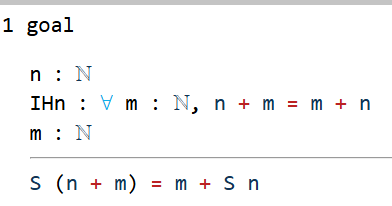 1 goal
n : ℕ
IHn : ∀ m : ℕ, n + m = m + n
m : ℕ
S (n + m) = m + S n